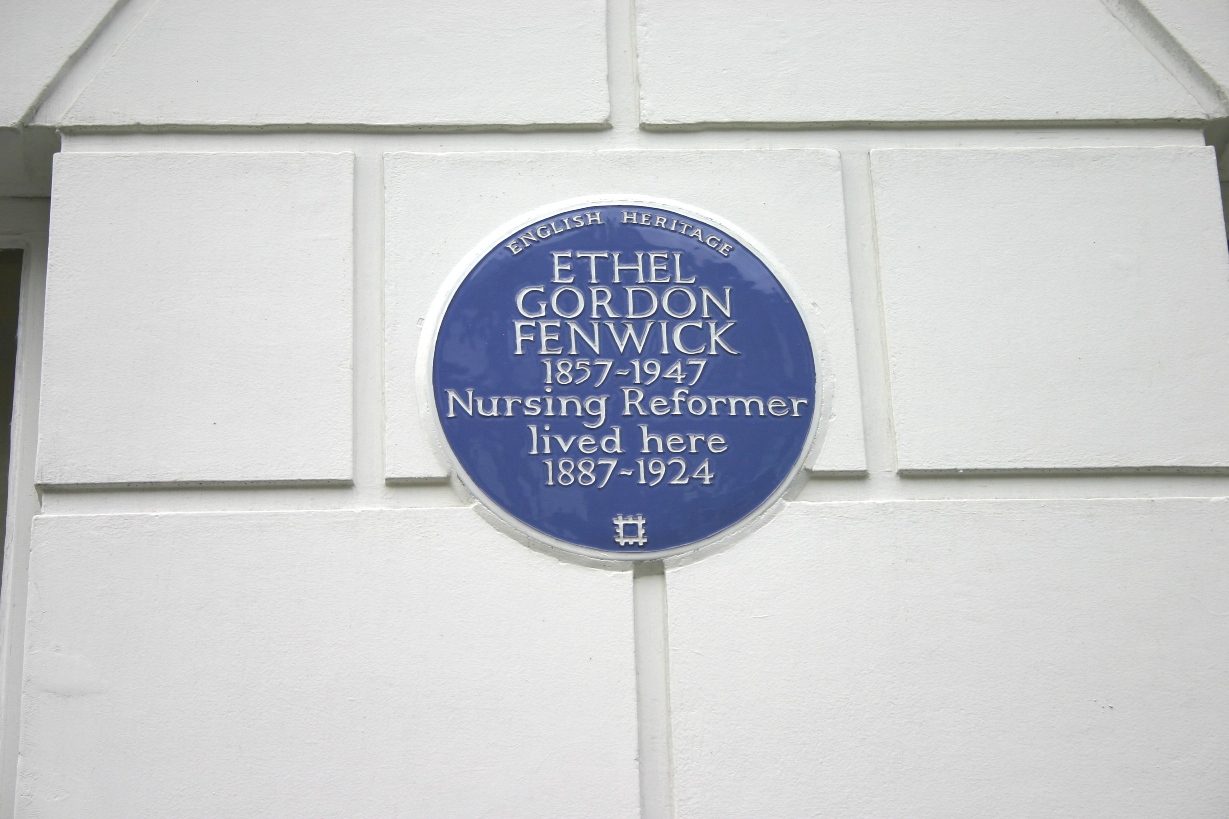 ENGLISH HERITAGE
ETHEL
GORDON
FENWICK
1857~1947
Nursing Reformer
lived here
1887~1924